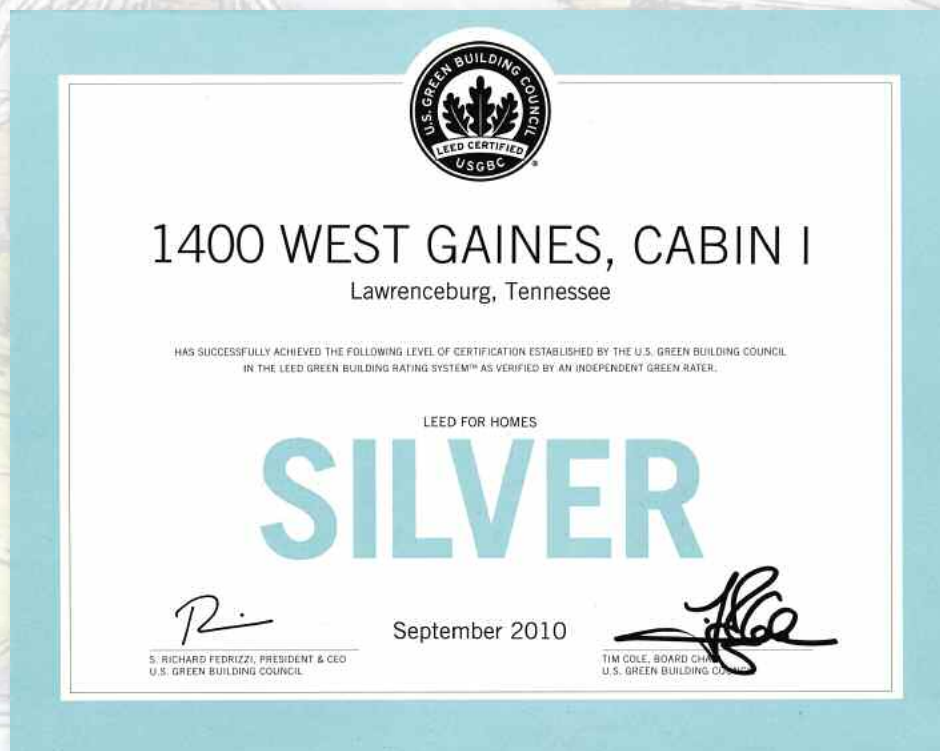 U.S. GREEN BUILDING COUNCIL
LEED CERTIFIED
USGBC
®
1400 WEST GAINES, CABIN I
Lawrenceburg, Tennessee
HAS SUCCESSFULLY ACHIEVED THE FOLLOWING LEVEL OF CERTIFICATION ESTABLISHED BY THE U.S. GREEN BUILDING COUNCIL
IN THE LEED GREEN BUILDING RATING SYSTEM™ AS VERIFIED BY AN INDEPENDENT GREEN RATER.
LEED FOR HOMES
SILVER
September 2010
S. RICHARD FEDRIZZI, PRESIDENT & CEO
U.S. GREEN BUILDING COUNCIL
TIM COLE, BOARD
U.S. GREEN BUILDING